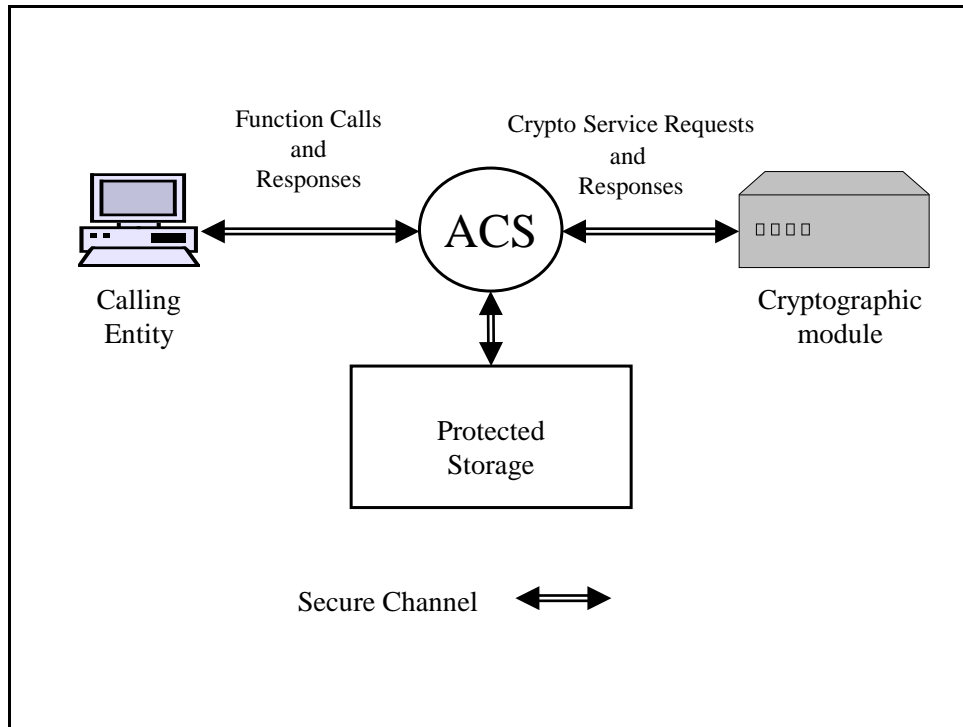 Function Calls
and
Responses
Crypto Service Requests
and
Responses
ACS
Calling
Entity
Cryptographic
module
Protected
Storage
Secure Channel